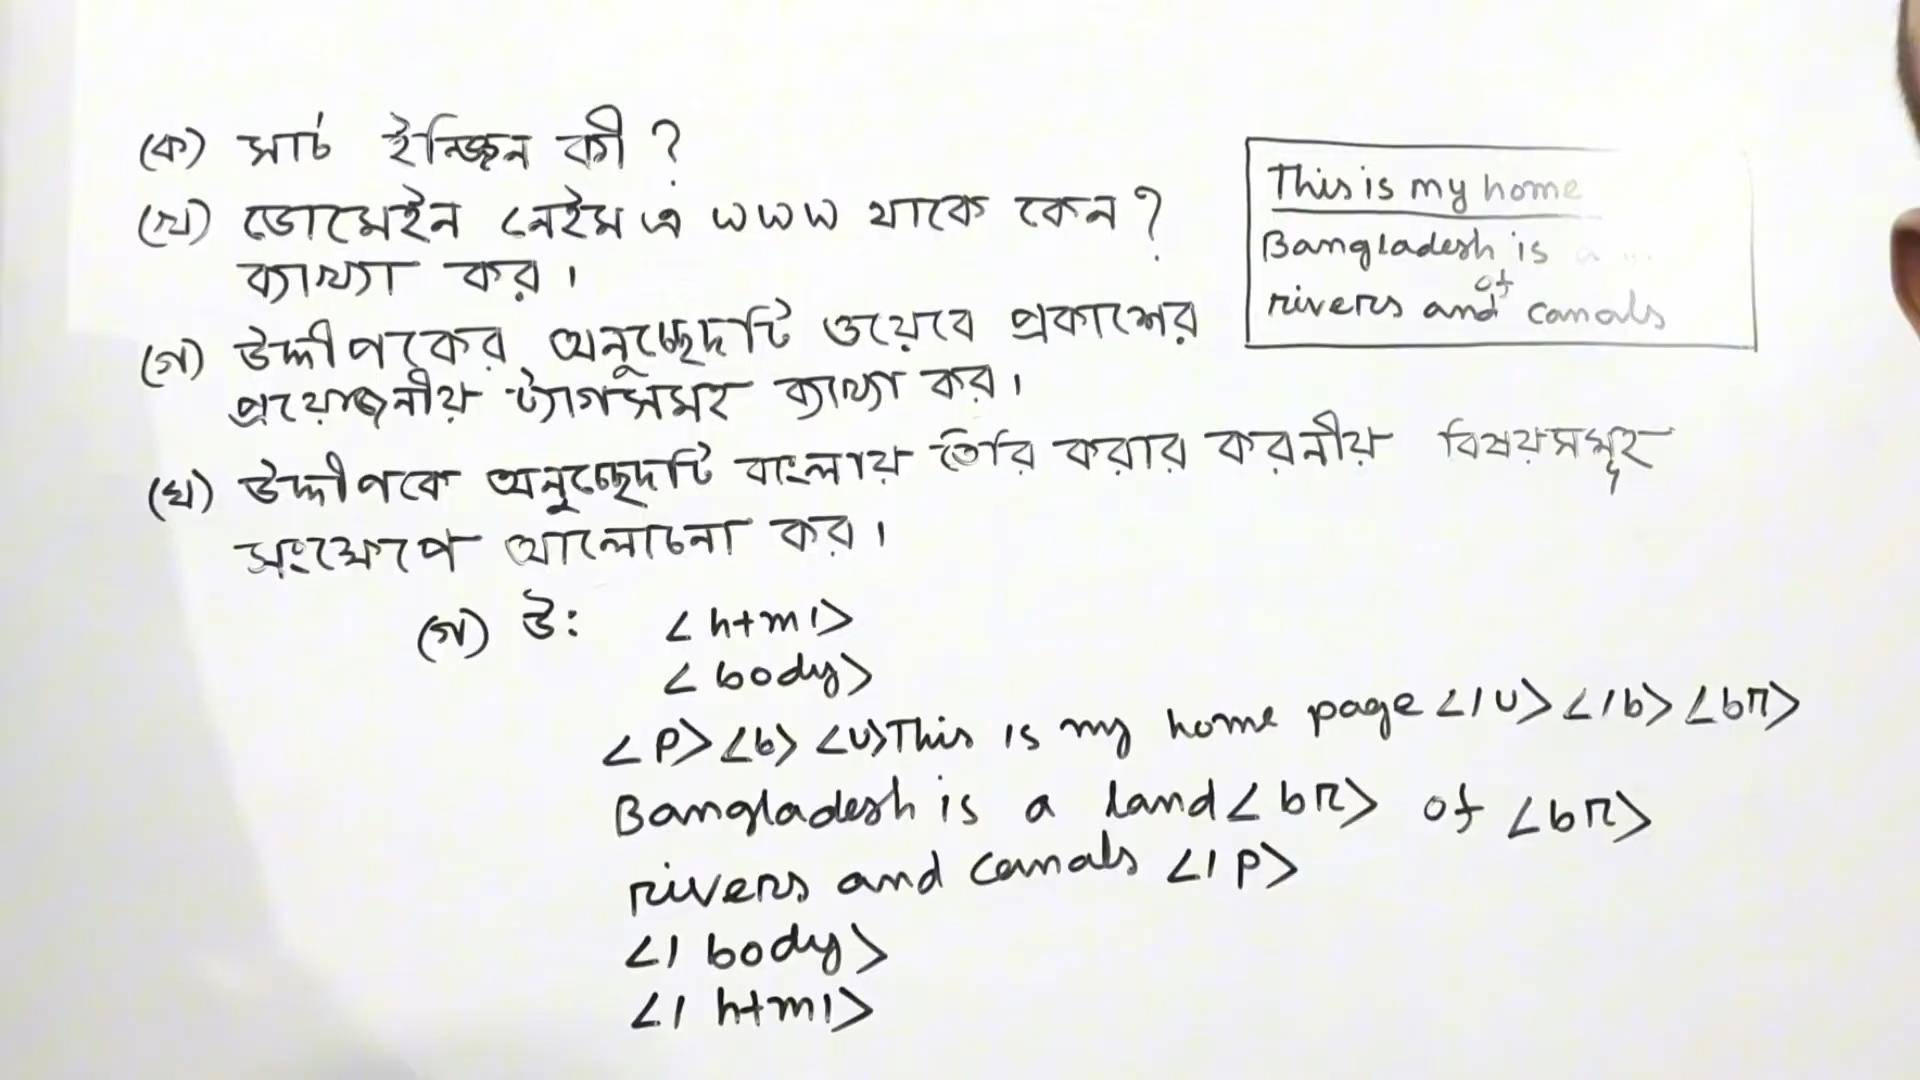 (ক) সার্চ ইন্জিন কী ?
(খ) ডোমেইন নেইম এ www থাকে কেন ?
ব্যাখ্যা কর ।
(গ) উদ্দীপকের অনুচ্ছেদটি ওয়েবে প্রকাশের
প্রয়োজনীয় ট্যাগসমূহ ব্যাখ্যা কর ।
(ঘ) উদ্দীপকে অনুচ্ছেদটি বাংলায় তৈরি করার করনীয় বিষয়সমূহ
সংক্ষেপে আলোচনা কর ।
This is my home
Bangladesh is a ...
of
rivers and canals
(গ) উ:
<html>
<body>
<p><b><u>This is my home page</u></b><br>
Bangladesh is a land<br> of <br>
rivers and canals </p>
</body>
</html>